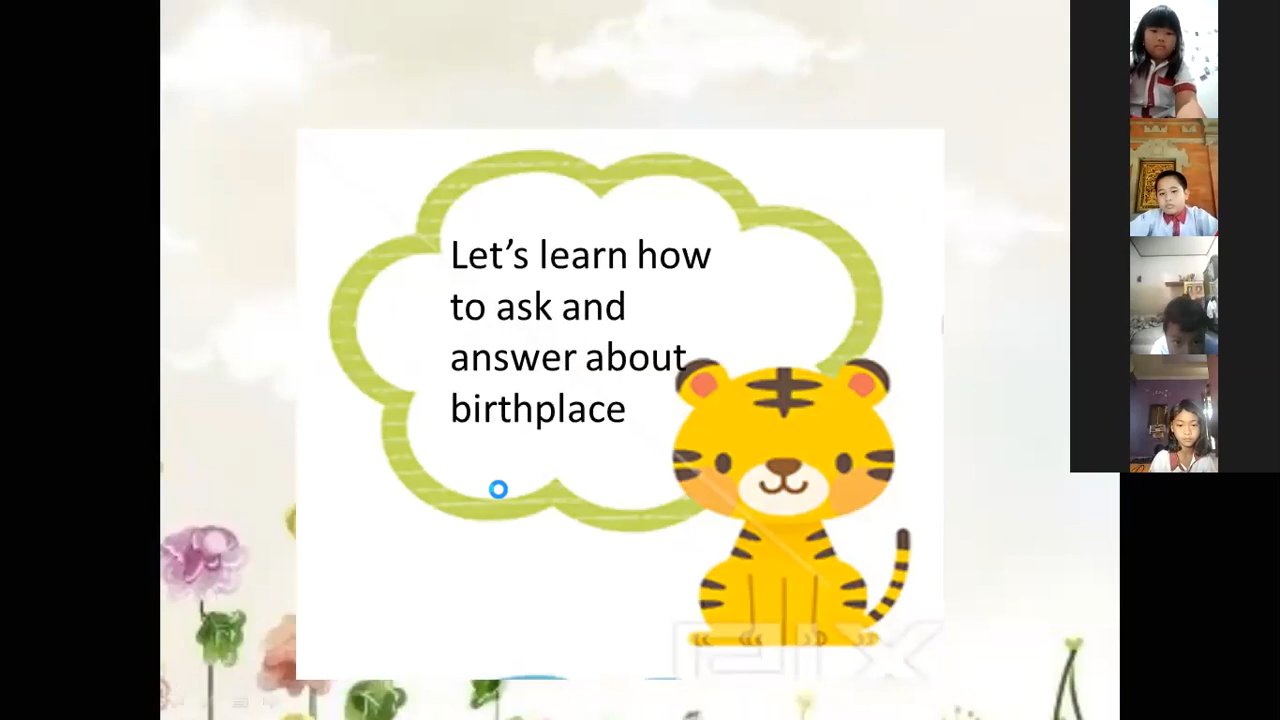 Let's learn how
to ask and
answer about
birthplace